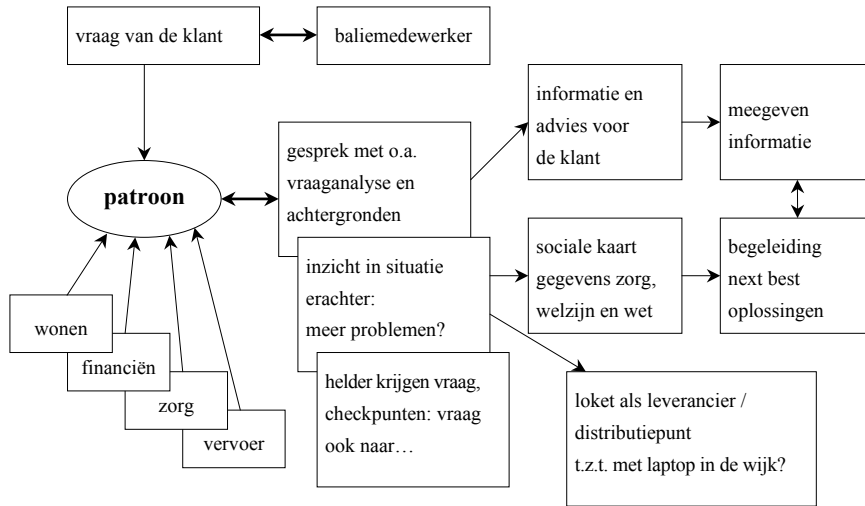 vraag van de klant
baliemedewerker
informatie en
advies voor
de klant
meegeven
informatie
patroon
gesprek met o.a.
vraaganalyse en
achtergronden
inzicht in situatie
erachter:
meer problemen?
helder krijgen vraag,
checkpunten: vraag
ook naar…
sociale kaart
gegevens zorg,
welzijn en wet
begeleiding
next best
oplossingen
wonen
financiën
zorg
vervoer
loket als leverancier /
distributiepunt
t.z.t. met laptop in de wijk?